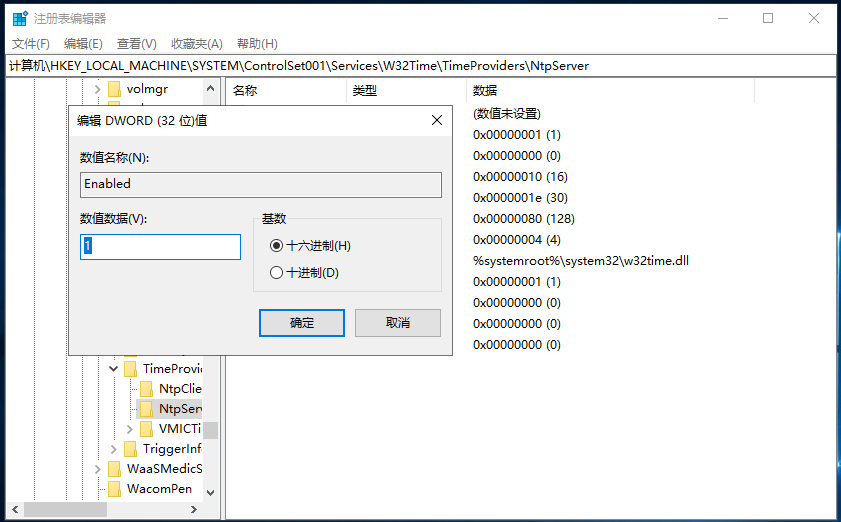 注册表编辑器
文件(F) 编辑(E) 查看(V) 收藏夹(A) 帮助(H)
计算机\HKEY_LOCAL_MACHINE\SYSTEM\ControlSet001\Services\W32Time\TimeProviders\NtpServer
volmgr
名称 类型 数据
编辑 DWORD (32 位)值
数值名称(N):
Enabled
数值数据(V):
1
基数
十六进制(H)
十进制(D)
确定 取消
(数值未设置)
0x00000001 (1)
0x00000000 (0)
0x00000010 (16)
0x0000001e (30)
0x00000080 (128)
0x00000004 (4)
%systemroot%\system32\w32time.dll
0x00000001 (1)
0x00000000 (0)
0x00000000 (0)
0x00000000 (0)
TimeProvi
NtpClie
NtpServ
VMICTi
TriggerInf
WaaSMedicS
WacomPen